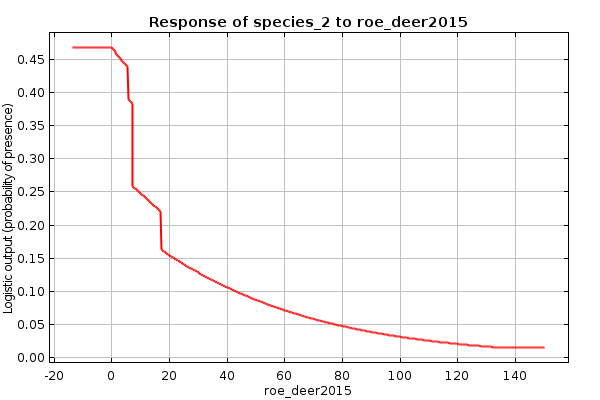 Response of species_2 to roe_deer2015
Logistic output (probability of presence)
0.45
0.40
0.35
0.30
0.25
0.20
0.15
0.10
0.05
0.00
-20 0 20 40 60 80 100 120 140
roe_deer2015